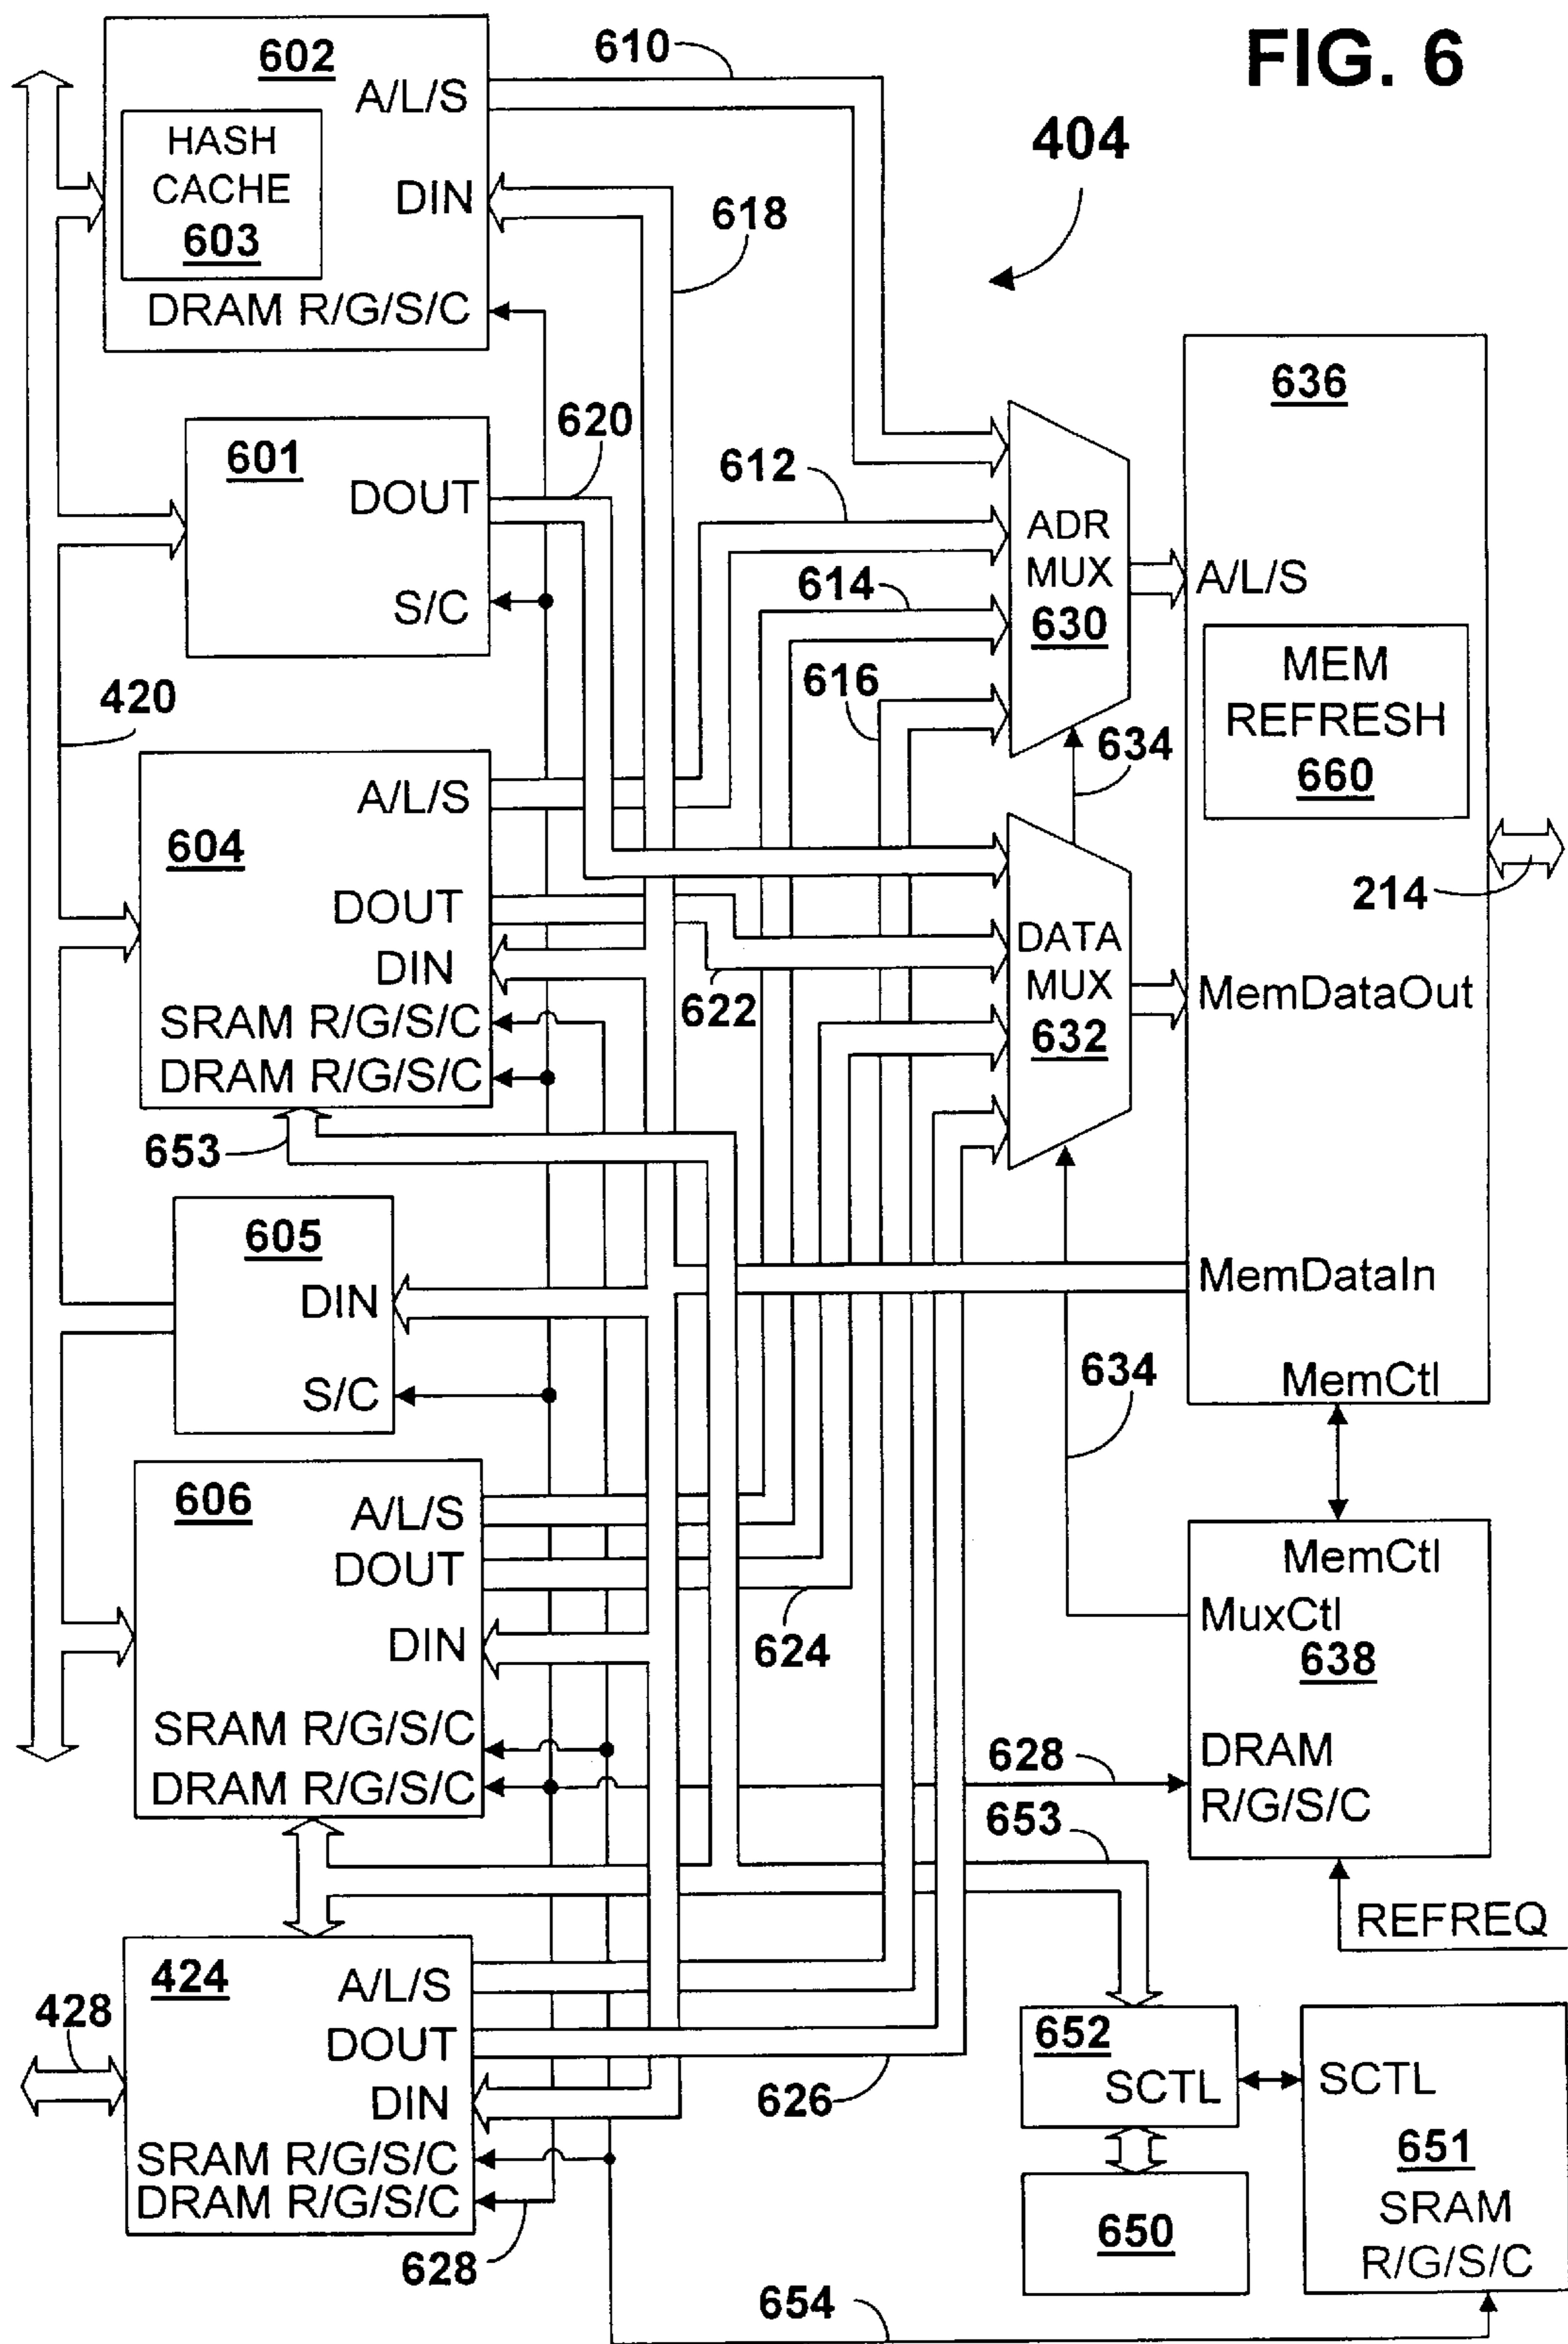 FIG. 6
404
602
A/L/S
HASH
CACHE
603
DIN
DRAM R/G/S/C
610
618
601
DOUT
S/C
620
612
614
616
420
ADR
MUX
630
634
636
A/L/S
MEM
REFRESH
660
214
MemDataOut
MemDataIn
MemCtl
604
A/L/S
DOUT
DIN
SRAM R/G/S/C
DRAM R/G/S/C
622
DATA
MUX
632
653
605
DIN
S/C
634
606
A/L/S
DOUT
DIN
SRAM R/G/S/C
DRAM R/G/S/C
624
MemCtl
MuxCtl
638
DRAM
R/G/S/C
628
653
REFREQ
424
A/L/S
DOUT
DIN
SRAM R/G/S/C
DRAM R/G/S/C
428
626
628
652
SCTL
SCTL
651
SRAM
R/G/S/C
650
654